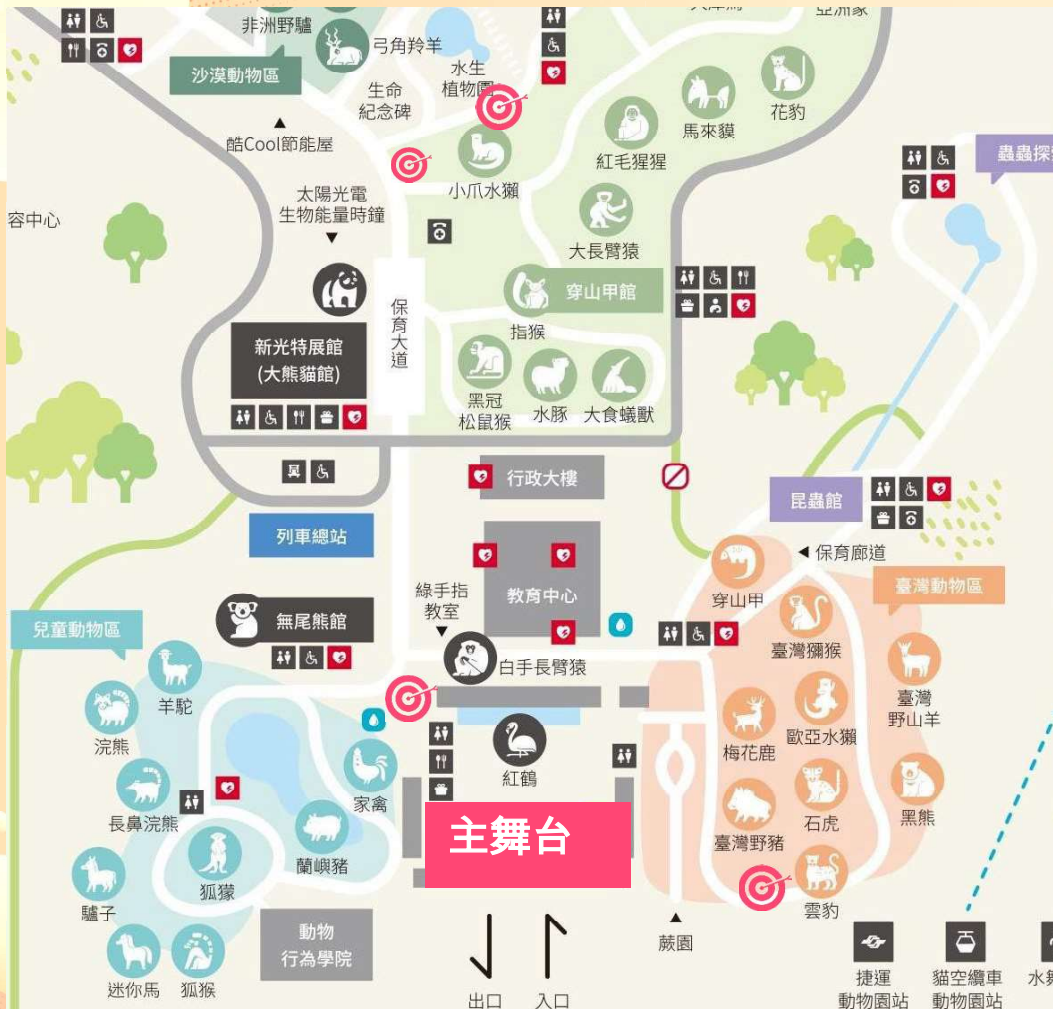 非洲野驢
亞洲象
弓角羚羊
沙漠動物區
生命
紀念碑
水生
植物園
花豹
馬來貘
酷Cool節能屋
紅毛猩猩
小爪水獺
太陽光電
生物能量時鐘
容中心
大長臂猿
穿山甲館
指猴
保育大道
新光特展館
(大熊貓館)
黑冠
松鼠猴
水豚
大食蟻獸
行政大樓
列車總站
昆蟲館
保育廊道
教育中心
綠手指
教室
穿山甲
臺灣動物區
兒童動物區
無尾熊館
白手長臂猿
臺灣獼猴
羊駝
臺灣
野山羊
浣熊
梅花鹿
歐亞水獺
紅鶴
家禽
長鼻浣熊
主舞台
臺灣野豬
石虎
黑熊
蘭嶼豬
狐獴
驢子
雲豹
動物
行為學院
蕨園
迷你馬
狐猴
出口
入口
捷運
動物園站
貓空纜車
動物園站